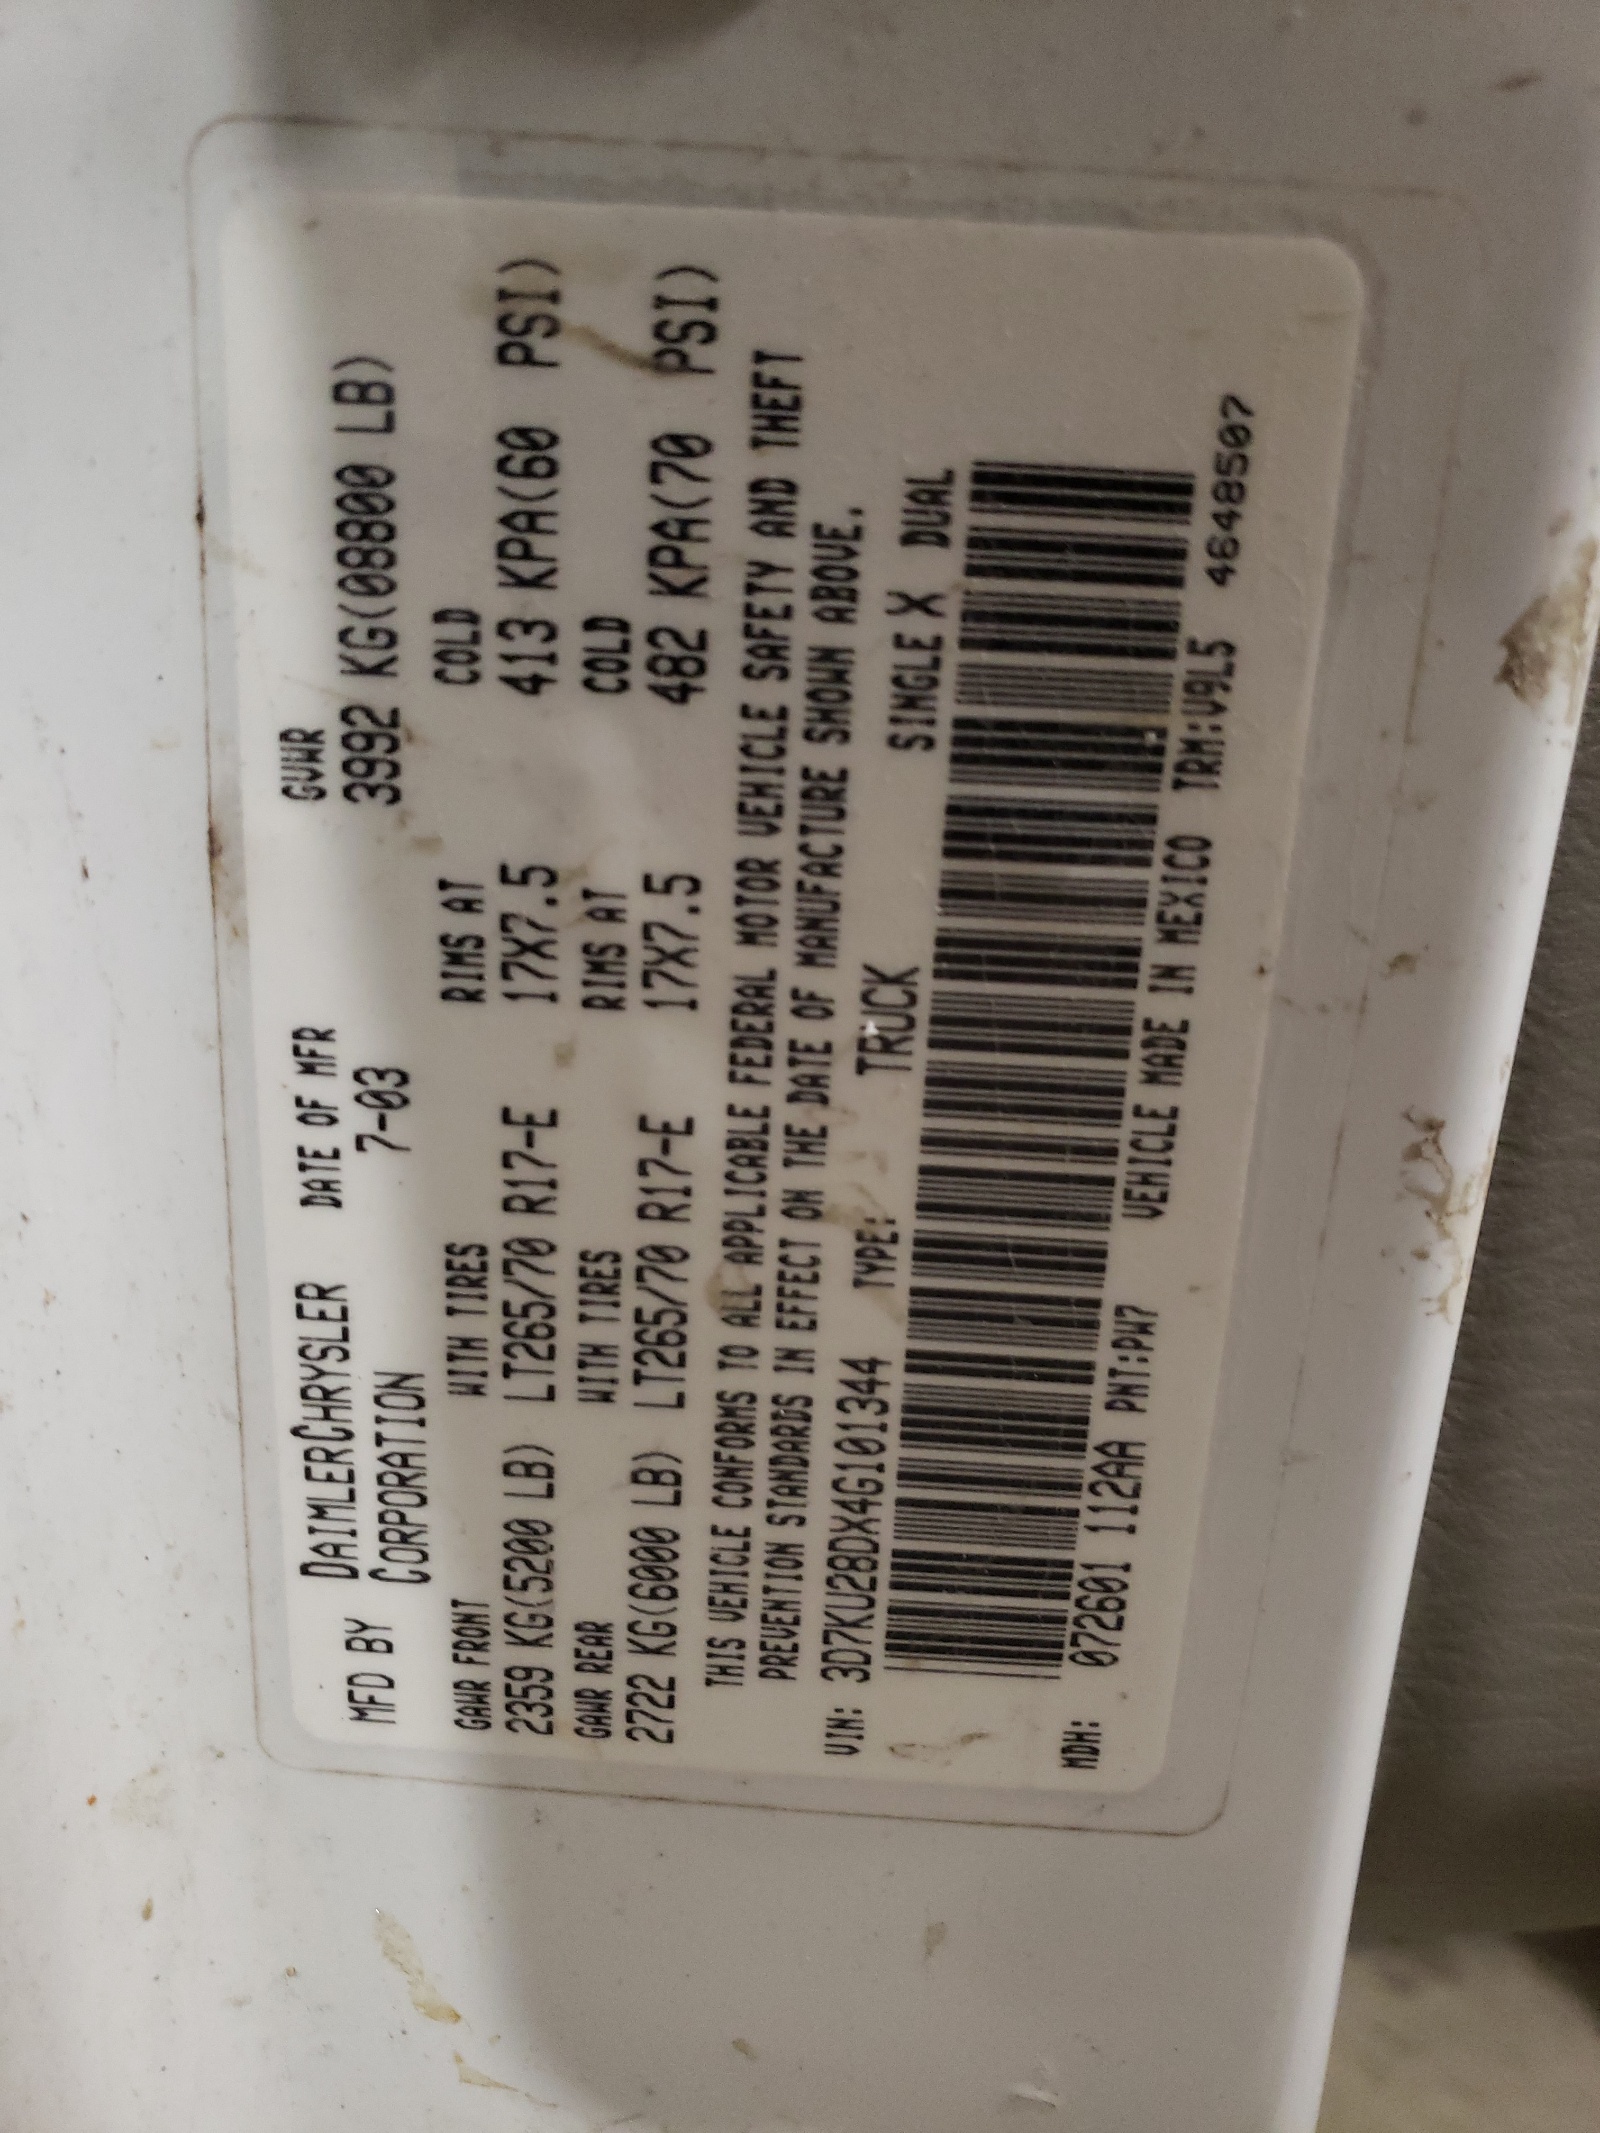 MFD BY DAIMLERCHRYSLER CORPORATION DATE OF MFR 7-03 GVWR 3992 KG(08800 LB)
GAWR FRONT WITH TIRES RIMS AT COLD
2359 KG(5200 LB) LT265/70 R17-E 17X7.5 413 KPA(60 PSI)
GAWR REAR WITH TIRES RIMS AT COLD
2722 KG(6000 LB) LT265/70 R17-E 17X7.5 482 KPA(70 PSI)
THIS VEHICLE CONFORMS TO ALL APPLICABLE FEDERAL MOTOR VEHICLE SAFETY AND THEFT
PREVENTION STANDARDS IN EFFECT ON THE DATE OF MANUFACTURE SHOWN ABOVE.
VIN: 3D7KU28DX4G101344 TYPE: TRUCK SINGLE X DUAL
MDH: 072601 112AA PNT:PW7 VEHICLE MADE IN MEXICO TRM:V9L5 4648507